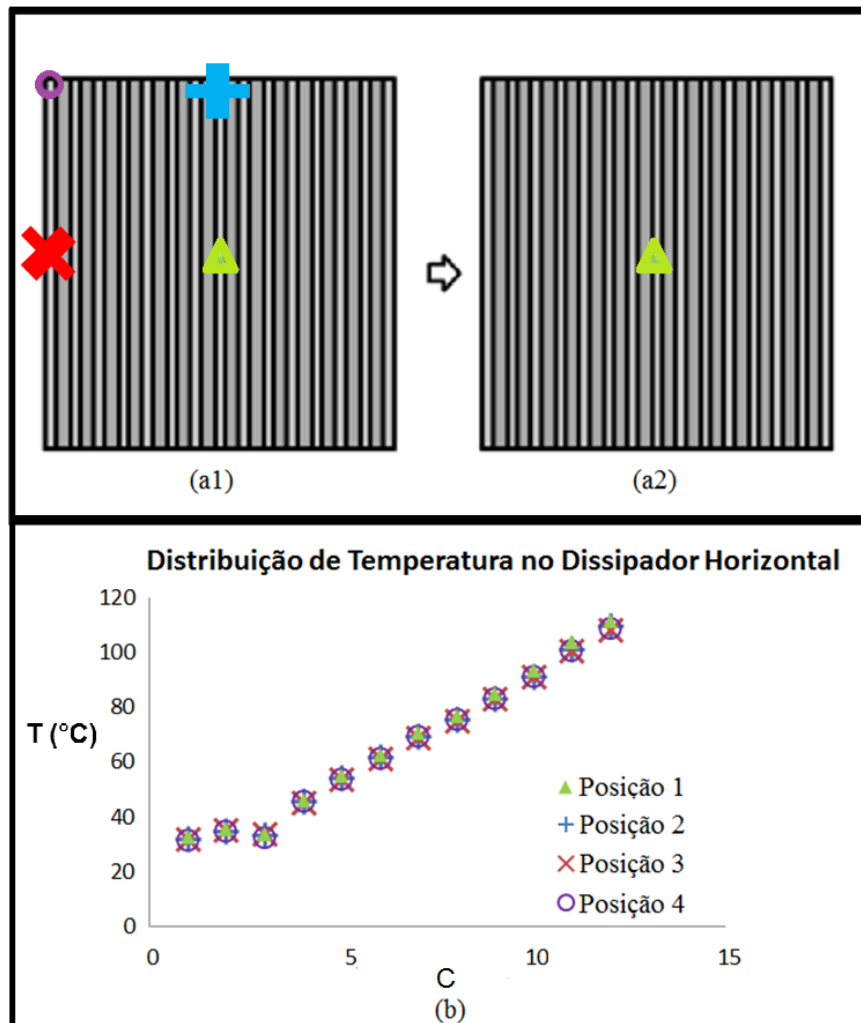 (a1)
(a2)
Distribuição de Temperatura no Dissipador Horizontal
120
100
80
60
40
20
0
T (°C)
Posição 1
Posição 2
Posição 3
Posição 4
0
5
10
15
C
(b)